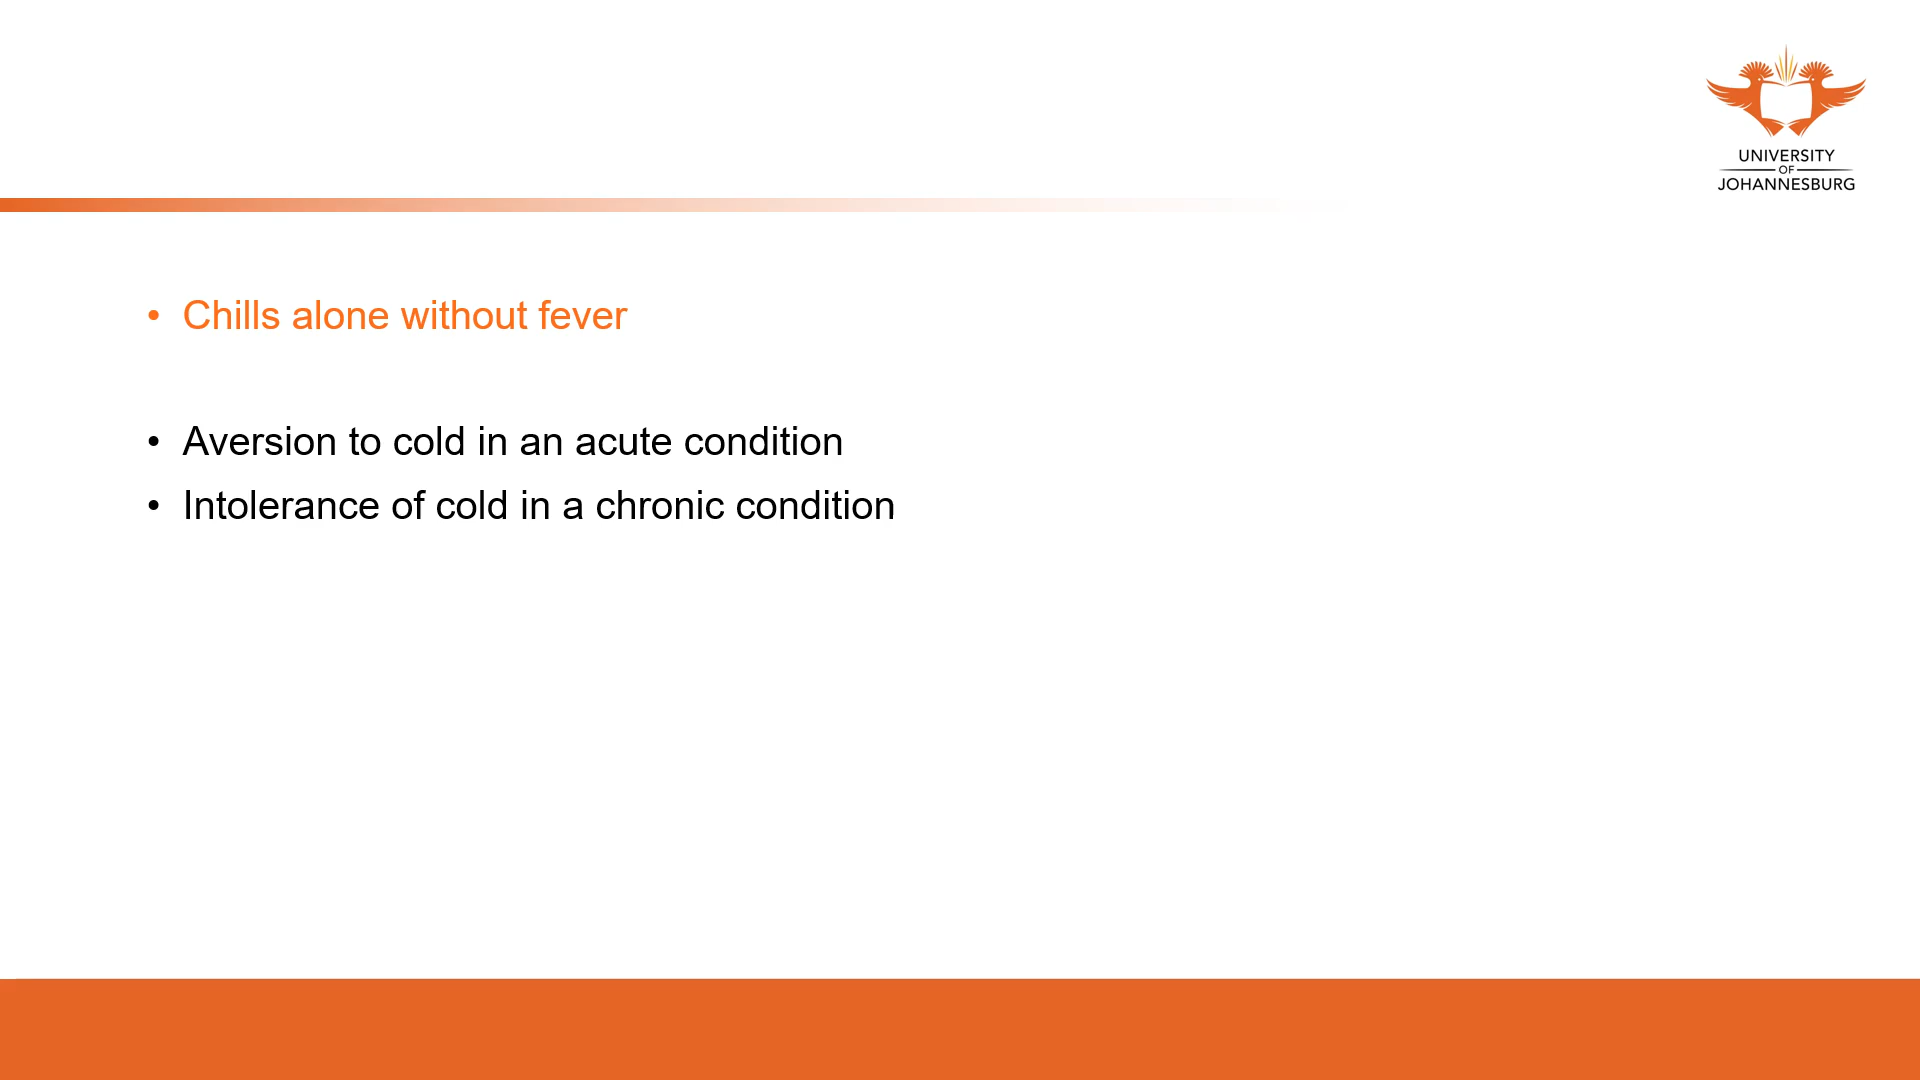 UNIVERSITY
OF
JOHANNESBURG
• Chills alone without fever
• Aversion to cold in an acute condition
• Intolerance of cold in a chronic condition